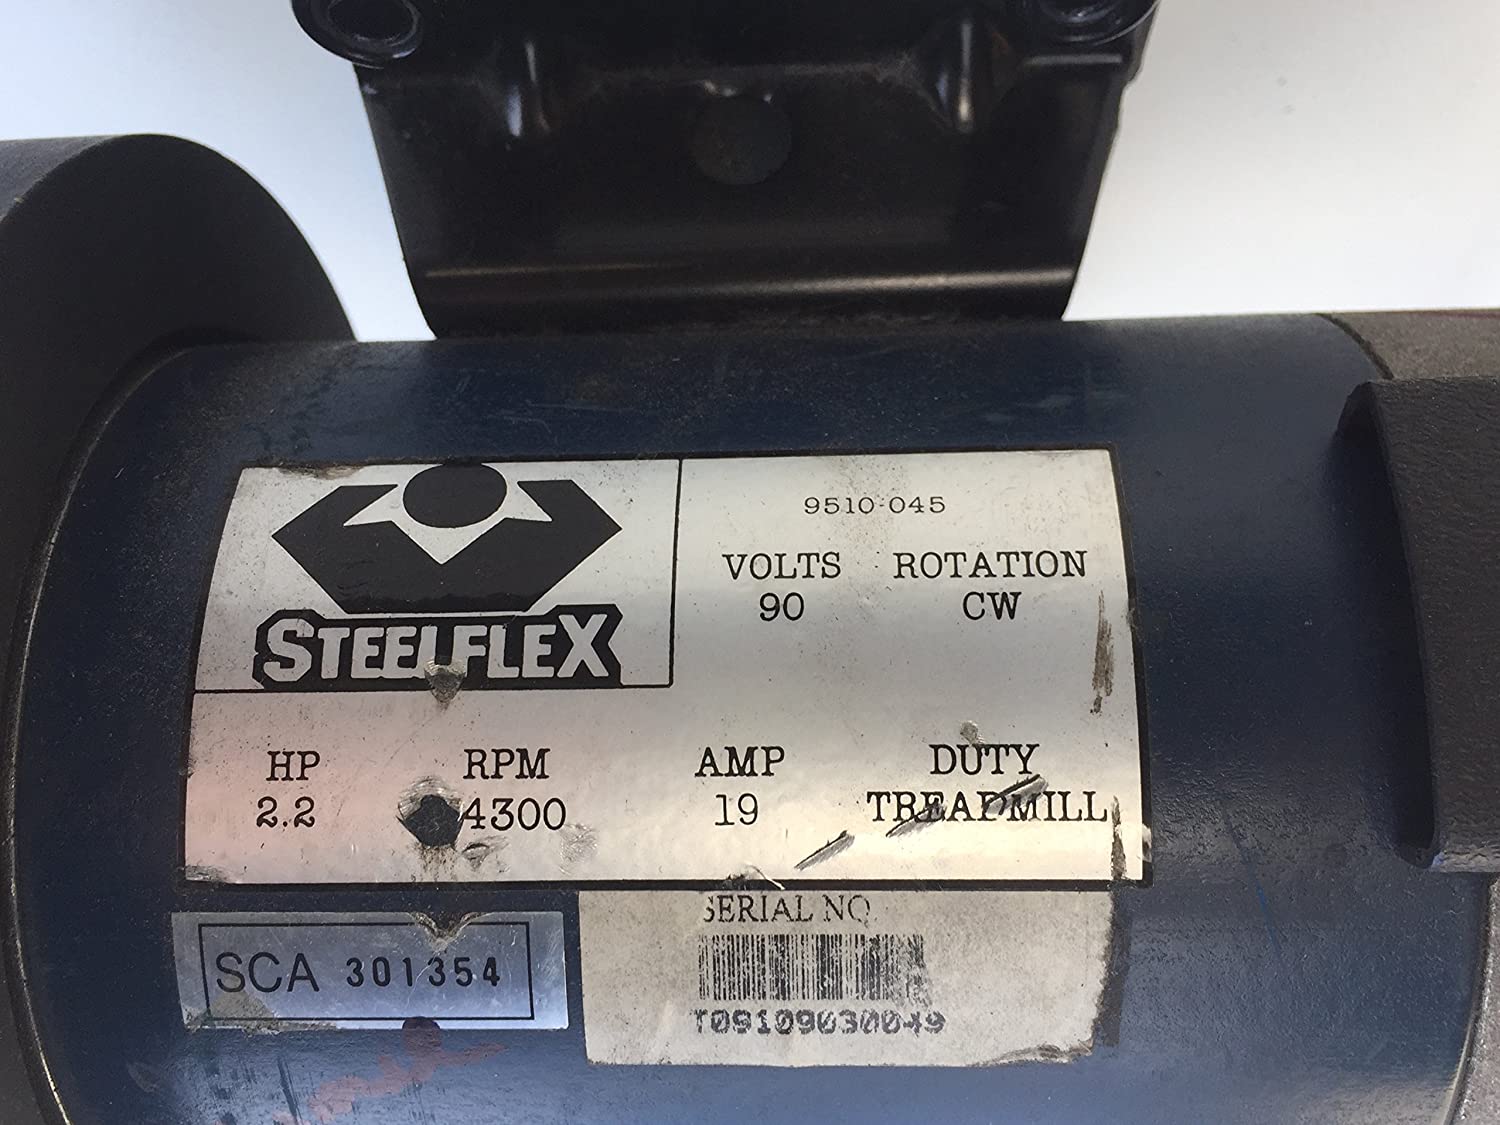 STEELFLEX
9510-045
VOLTS ROTATION
90 CW
HP RPM AMP DUTY
2.2 4300 19 TREADMILL
SCA 301354
SERIAL NO.
T09109030049